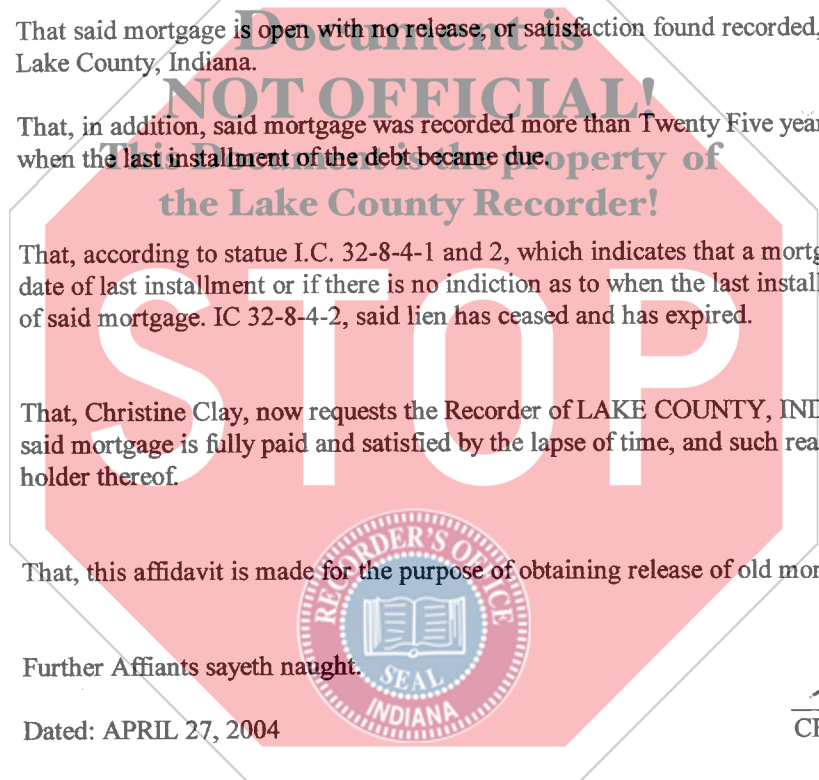 Document is
That said mortgage is open with no release, or satisfaction found recorded,
Lake County, Indiana.
NOT OFFICIAL!
That, in addition, said mortgage was recorded more than Twenty Five year
when the last installment of the debt became due.
This Document is the property of
the Lake County Recorder!
That, according to statue I.C. 32-8-4-1 and 2, which indicates that a mortg
date of last installment or if there is no indiction as to when the last install
of said mortgage. IC 32-8-4-2, said lien has ceased and has expired.
STOP
That, Christine Clay, now requests the Recorder of LAKE COUNTY, IND
said mortgage is fully paid and satisfied by the lapse of time, and such rea
holder thereof.
RECORDER'S OFFICE
That, this affidavit is made for the purpose of obtaining release of old mor
Further Affiants sayeth naught.
SEAL
INDIANA
Dated: APRIL 27, 2004